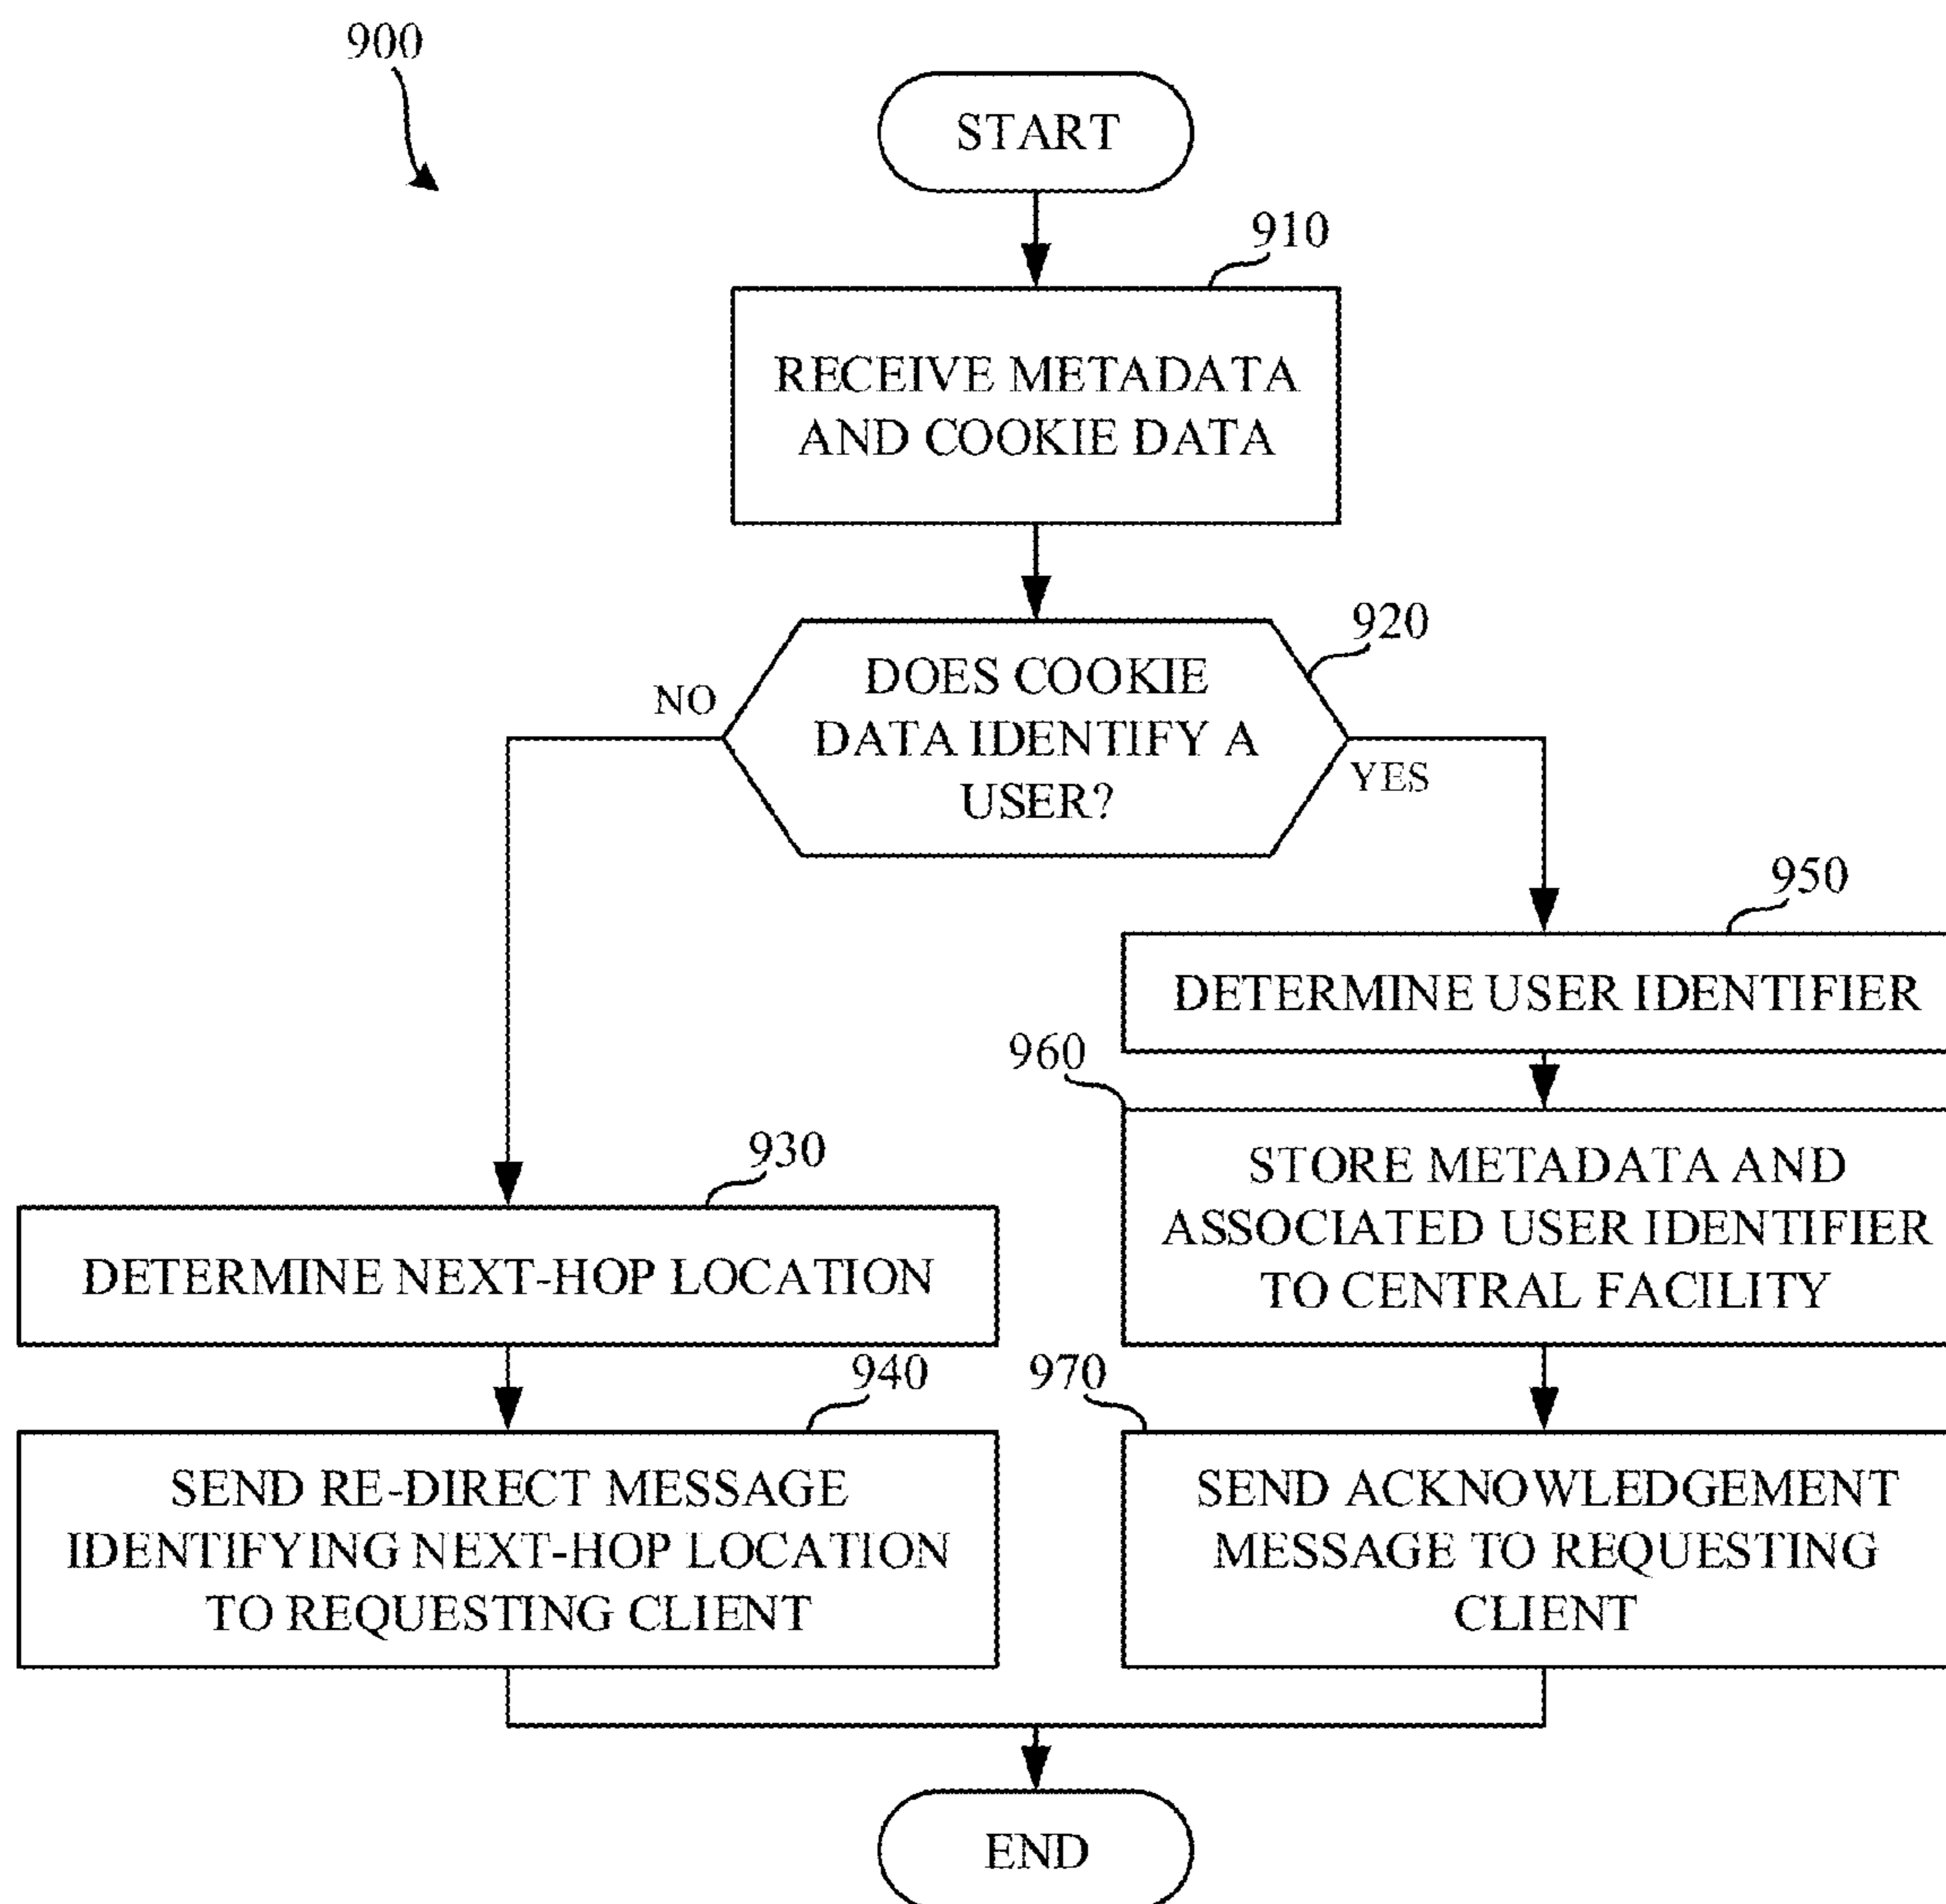 900
START
910
RECEIVE METADATA
AND COOKIE DATA
920
DOES COOKIE
DATA IDENTIFY A
USER?
NO
YES
950
DETERMINE USER IDENTIFIER
960
STORE METADATA AND
ASSOCIATED USER IDENTIFIER
TO CENTRAL FACILITY
930
DETERMINE NEXT-HOP LOCATION
940
SEND RE-DIRECT MESSAGE
IDENTIFYING NEXT-HOP LOCATION
TO REQUESTING CLIENT
970
SEND ACKNOWLEDGEMENT
MESSAGE TO REQUESTING
CLIENT
END